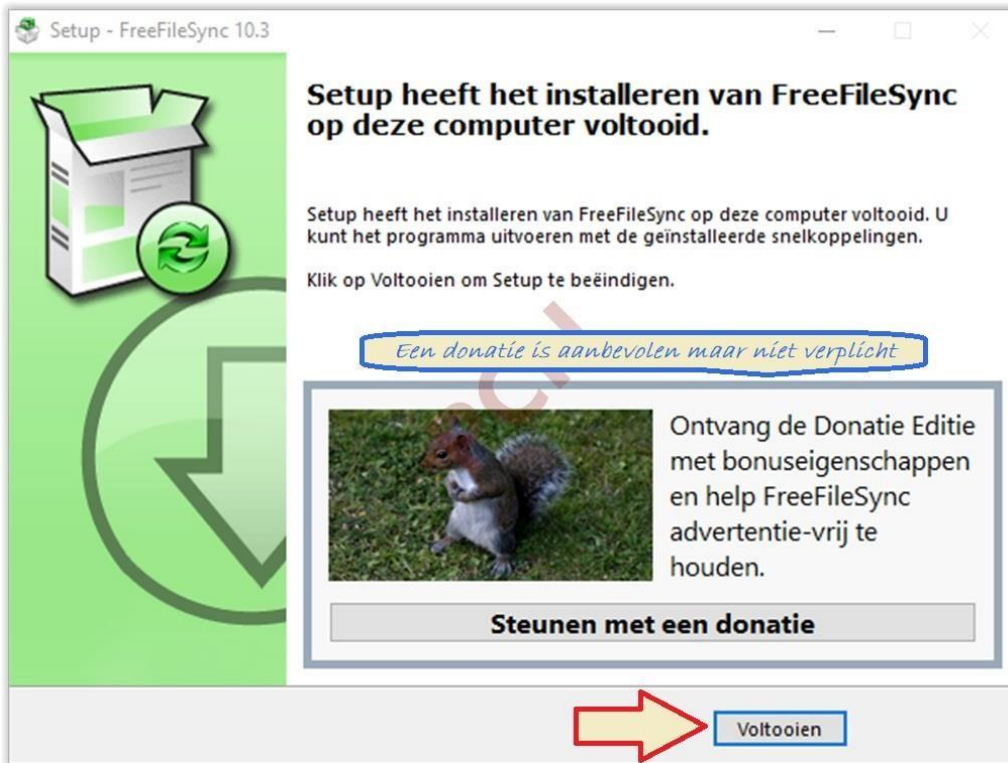 Setup - FreeFileSync 10.3
Setup heeft het installeren van FreeFileSync
op deze computer voltooid.
Setup heeft het installeren van FreeFileSync op deze computer voltooid. U
kunt het programma uitvoeren met de geïnstalleerde snelkoppelingen.
Klik op Voltooien om Setup te beëindigen.
Een donatie is aanbevolen maar niet verplicht
Ontvang de Donatie Editie
met bonuseigenschappen
en help FreeFileSync
advertentie-vrij te
houden.
Steunen met een donatie
Voltooien